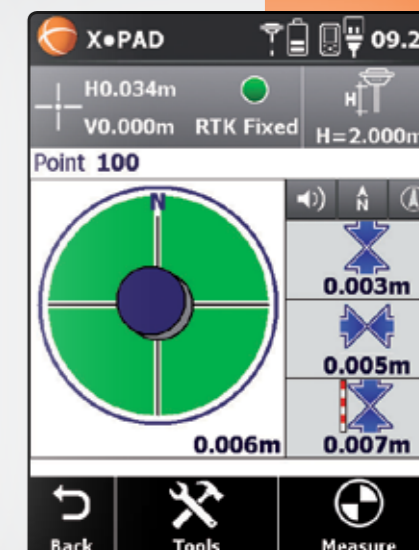 X•PAD 09.2
H0.034m
V0.000m RTK Fixed H
H=2.000m
Point 100
N N
0.003m
0.005m
0.006m 0.007m
Back Tools Measure